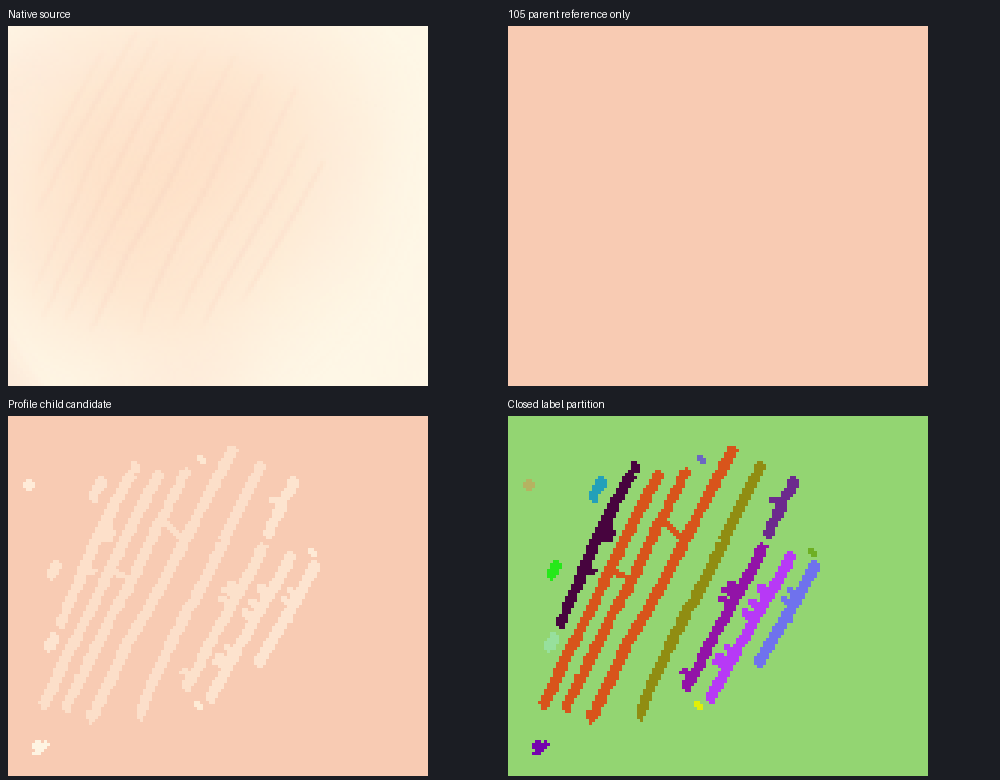 Native source
105 parent reference only
Profile child candidate
Closed label partition